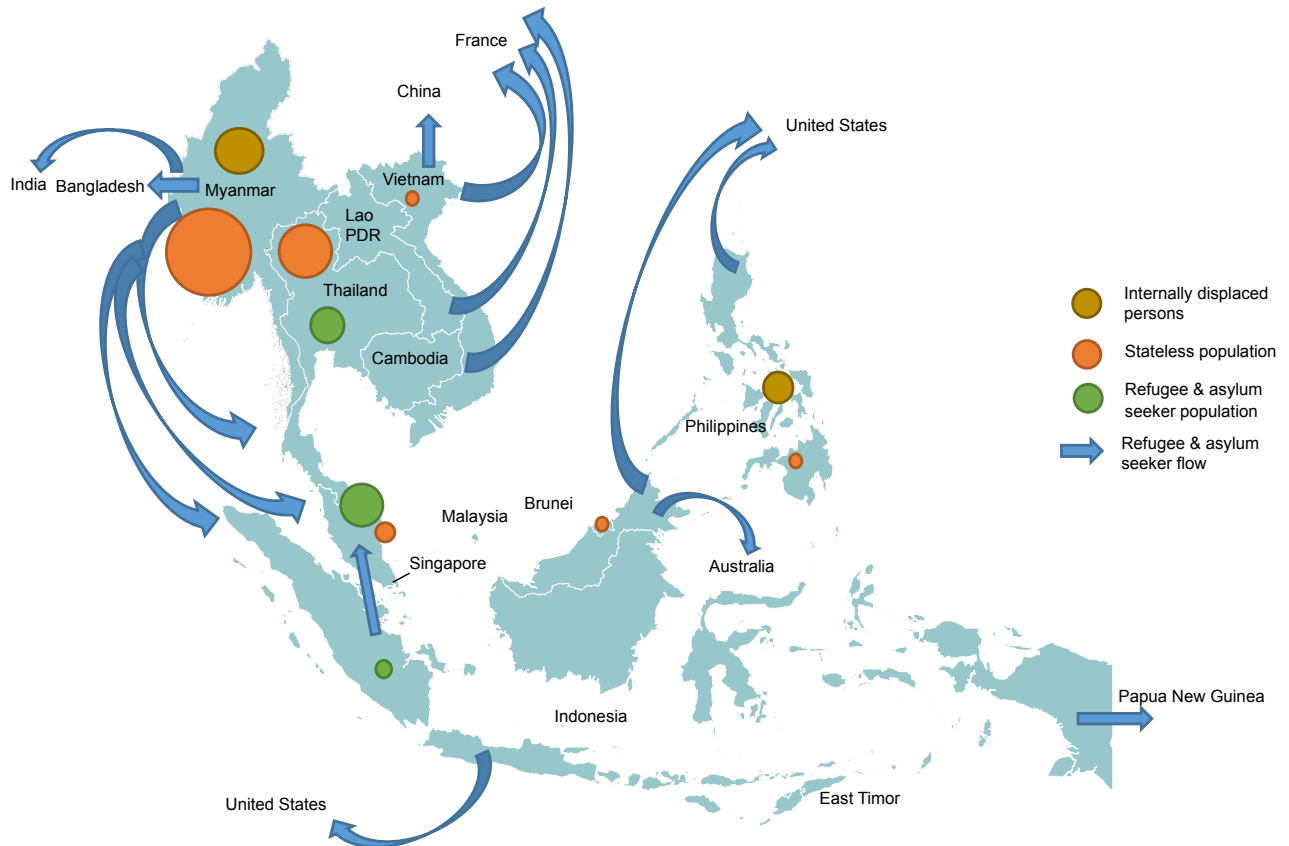 France
China
United States
India
Bangladesh
Myanmar
Vietnam
Lao
PDR
Thailand
Cambodia
Internally displaced
persons
Stateless population
Refugee & asylum
seeker population
Refugee & asylum
seeker flow
Philippines
Brunei
Malaysia
Singapore
Australia
Indonesia
Papua New Guinea
East Timor
United States